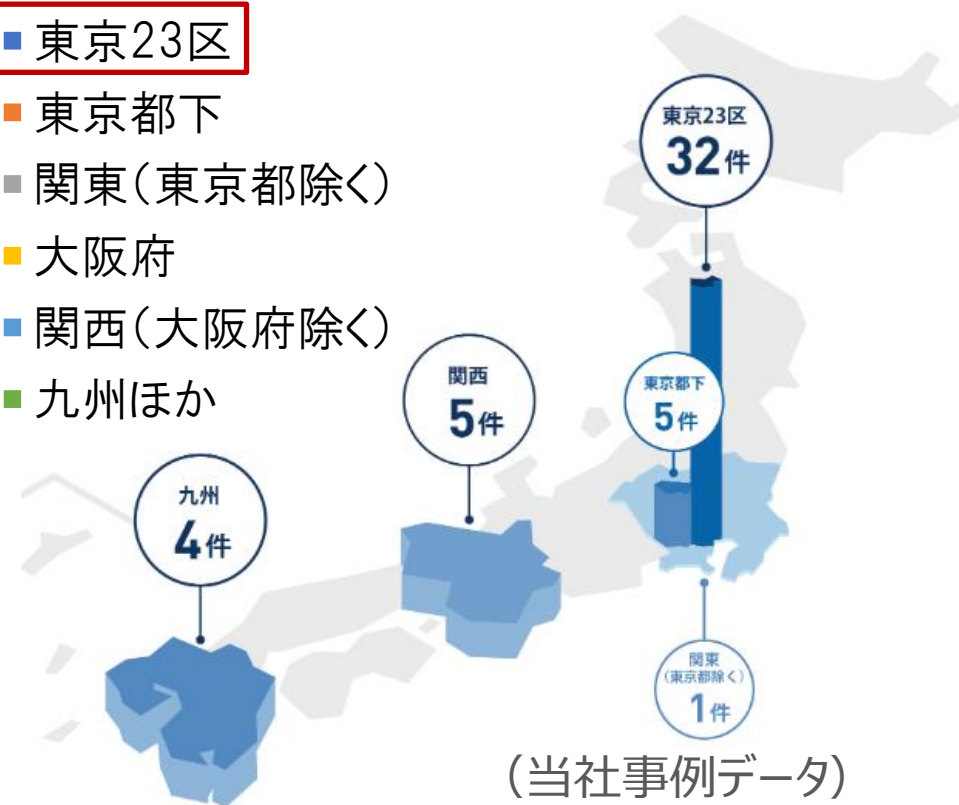 東京23区
東京都下
関東(東京都除く)
大阪府
関西(大阪府除く)
九州ほか
東京23区
32件
関西
5件
東京都下
5件
九州
4件
関東
(東京都除く)
1件
(当社事例データ)